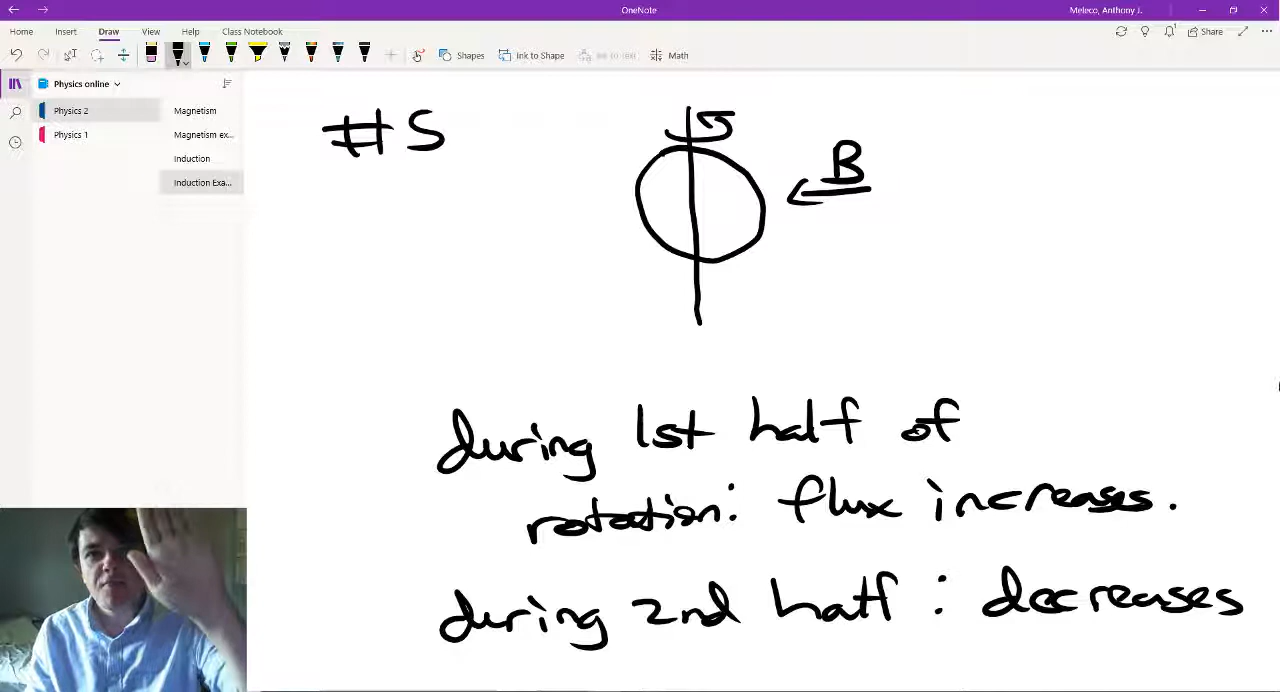 OneNote
Meleco, Anthony J.
Home Insert Draw View Help Class Notebook
Share
Shapes Ink to Shape Math
Physics online
Physics 2
Physics 1
Magnetism
Magnetism ex...
Induction
Induction Exa...
#5
B
during 1st half of
rotation: flux increases.
during 2nd half: decreases